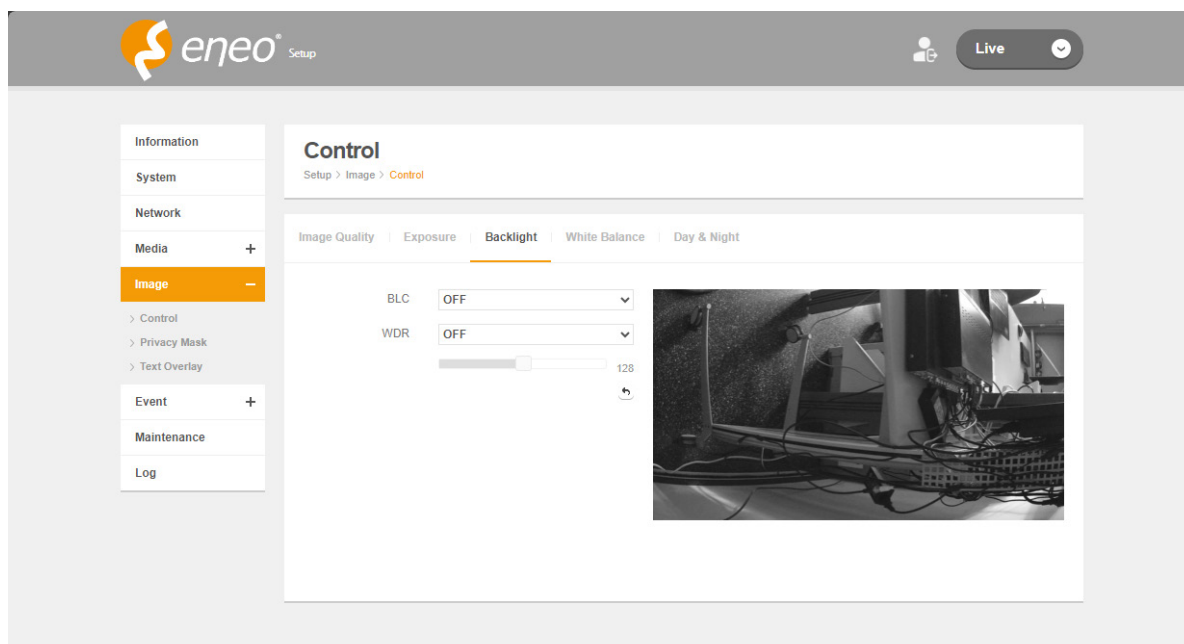 eneo® Setup
Live
Information
System
Network
Media +
Image −
> Control
> Privacy Mask
> Text Overlay
Event +
Maintenance
Log
Control
Setup > Image > Control
Image Quality | Exposure | Backlight | White Balance | Day & Night
BLC OFF
WDR OFF
128